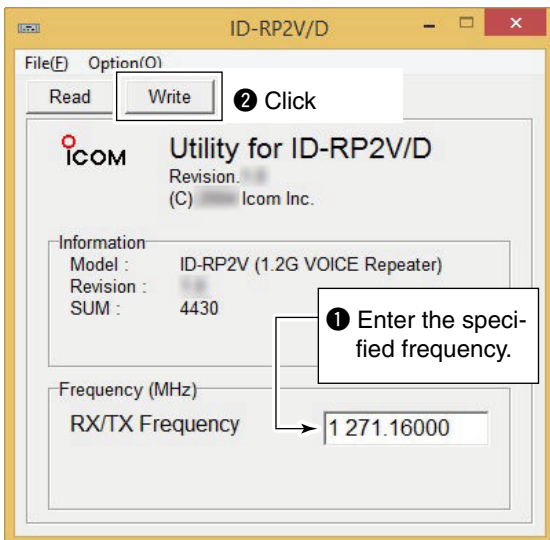 ID-RP2V/D
File(F) Option(O)
Read Write ❷ Click
ICOM Utility for ID-RP2V/D
Revision.
(C) Icom Inc.
Information
Model : ID-RP2V (1.2G VOICE Repeater)
Revision :
SUM : 4430
❶ Enter the speci-
fied frequency.
Frequency (MHz)
RX/TX Frequency 1 271.16000